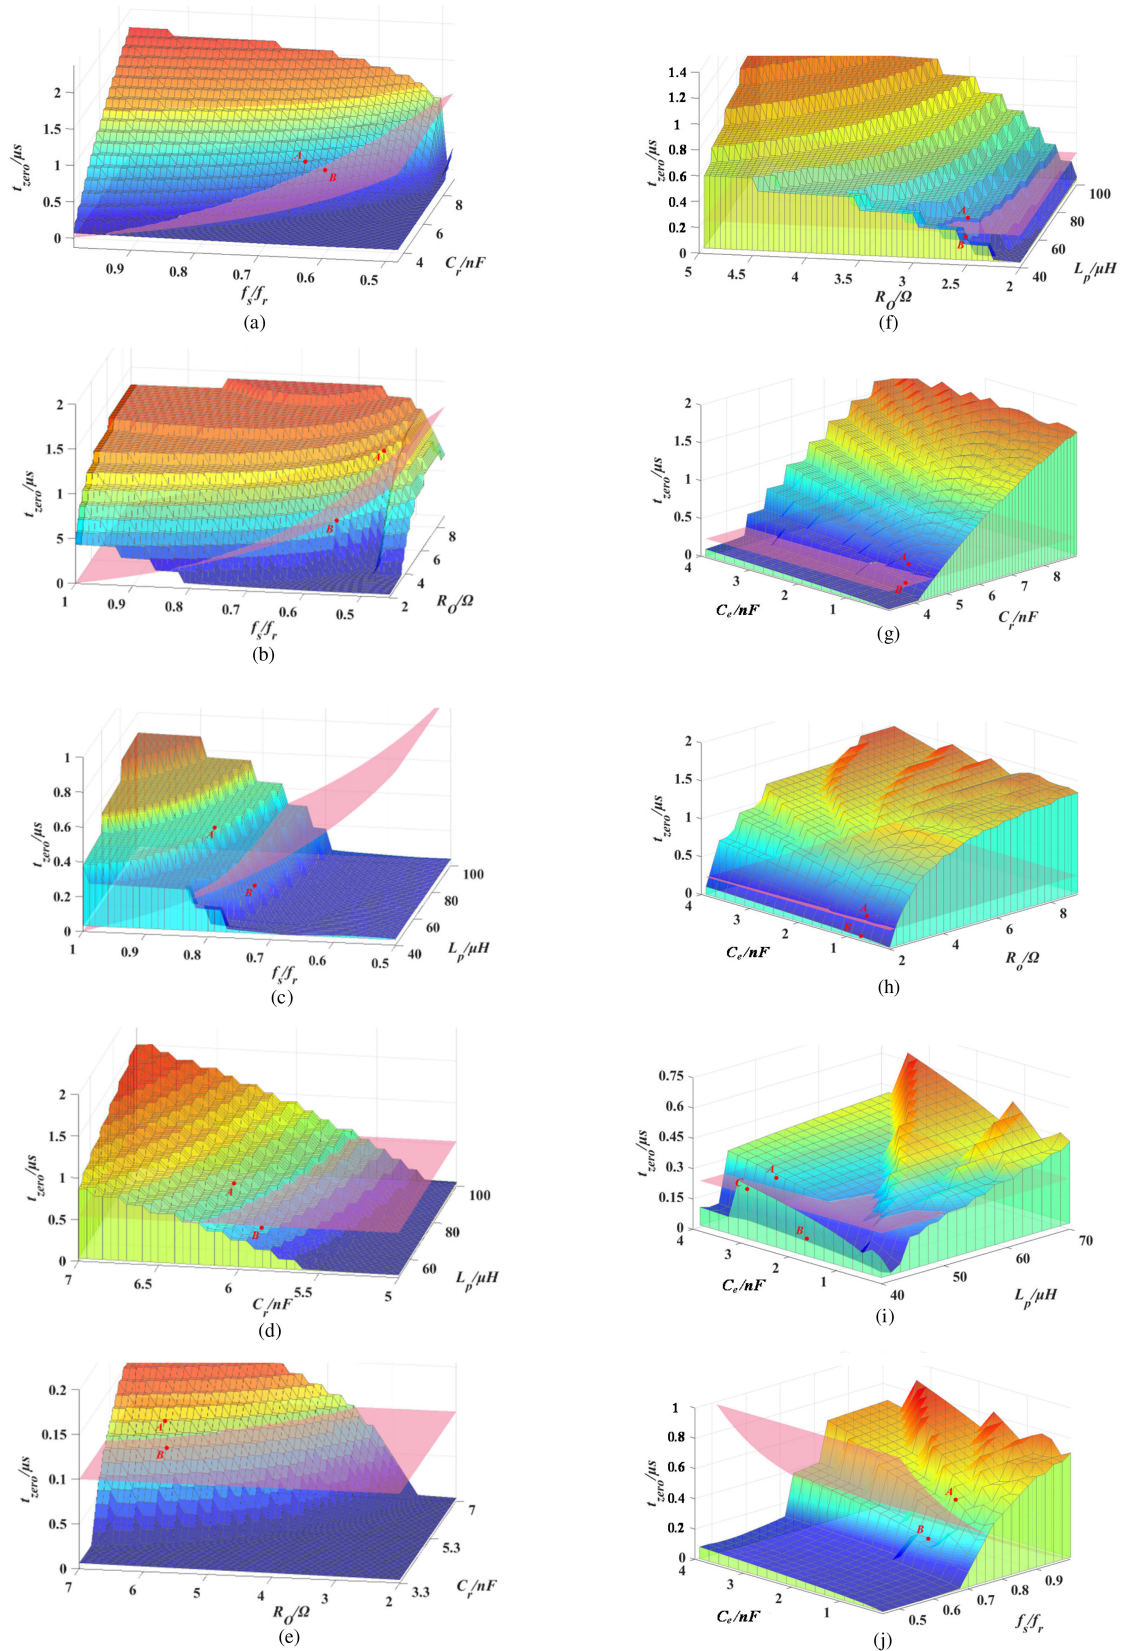 t_zero/μs
2
1.5
1
0.5
0
A
B
8
6
4
C_r/nF
0.9
0.8
0.7
0.6
0.5
f_s/f_r
(a)
t_zero/μs
2
1.5
1
5
0
A
B
8
6
4
2
R_O/Ω
1
0.9
0.8
0.7
0.6
0.5
f_s/f_r
(b)
t_zero/μs
1
0.8
0.6
0.4
0.2
0
A
B
100
80
60
40
L_p/μH
1
0.9
0.8
0.7
0.6
0.5
f_s/f_r
(c)
t_zero/μs
2
1.5
1
0.5
0
A
B
100
80
60
L_p/μH
7
6.5
6
5.5
5
C_r/nF
(d)
t_zero/μs
0.2
0.15
0.1
0.5
0
A
B
7
5.3
3.3
C_r/nF
7
6
5
4
3
2
R_O/Ω
(e)
t_zero/μs
1.4
1.2
1
0.8
0.6
0.4
0.2
0
A
B
100
80
60
40
L_p/μH
5
4.5
4
3.5
3
2.5
2
R_O/Ω
(f)
t_zero/μs
2
1.5
1
0.5
0
A
B
4
3
2
1
C_e/nF
4
5
6
7
8
C_r/nF
(g)
t_zero/μs
2
1.5
1
0.5
0
A
B
4
3
2
1
C_e/nF
2
4
6
8
R_o/Ω
(h)
t_zero/μs
0.75
0.6
0.45
0.3
0.15
0
A
C
B
4
3
2
1
C_e/nF
40
50
60
70
L_p/μH
(i)
t_zero/μs
1
0.8
0.6
0.4
0.2
0
A
B
4
3
2
1
C_e/nF
0.5
0.6
0.7
0.8
0.9
f_s/f_r
(j)